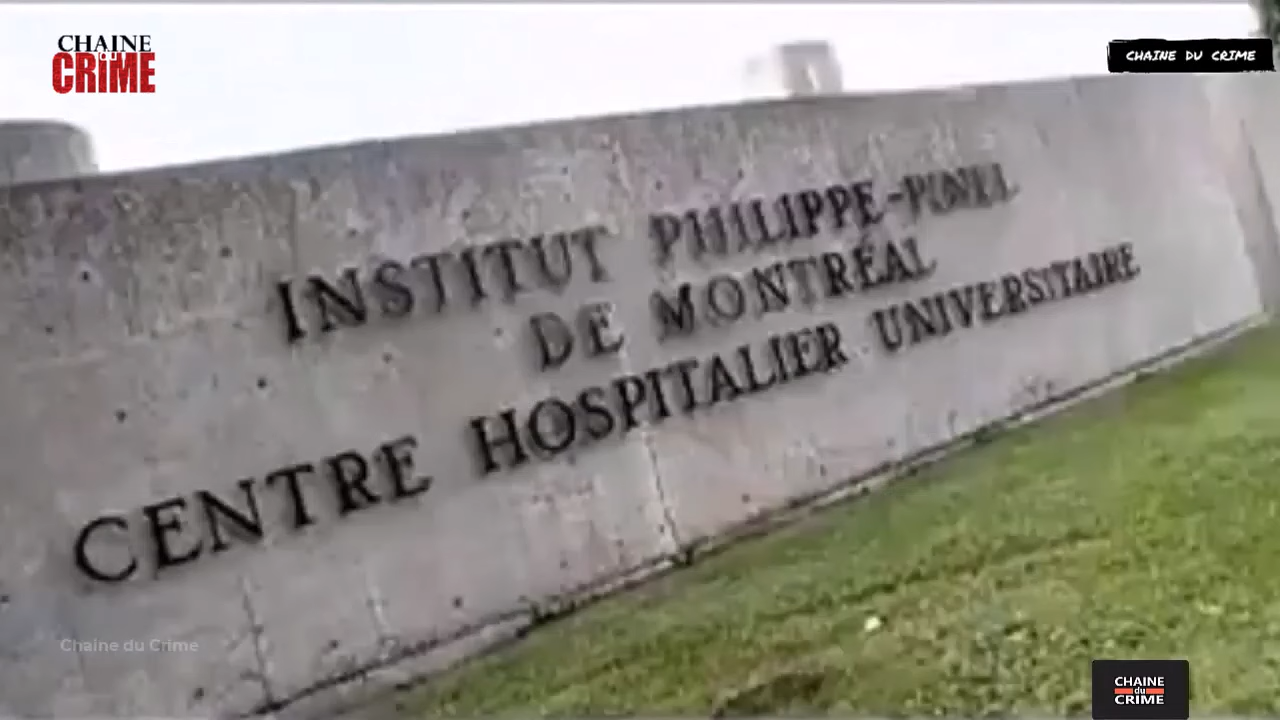 CHAINE
DU
CRIME
CHAINE DU CRIME
INSTITUT PHILIPPE-PINEL
DE MONTRÉAL
CENTRE HOSPITALIER UNIVERSITAIRE
Chaine du Crime
CHAINE
du
CRIME